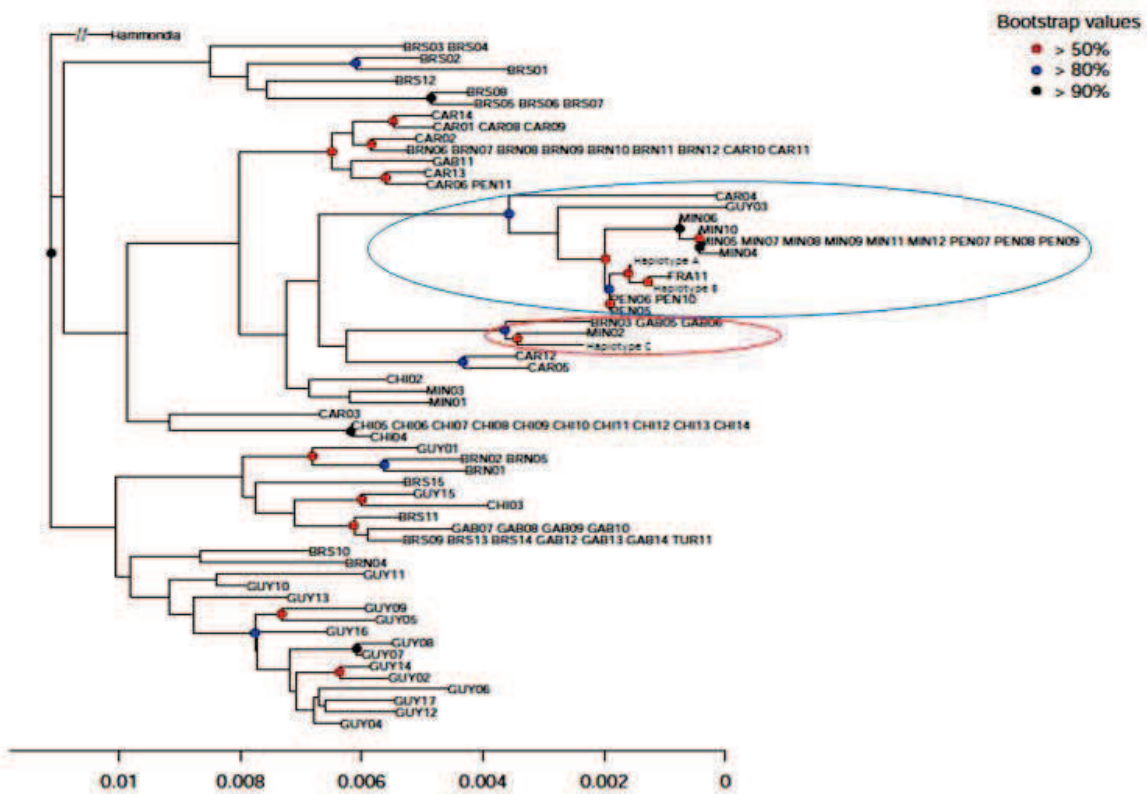 Bootstrap values
> 50%
> 80%
> 90%
//
Hammondia
BRS03 BRS04
BRS02
BRS01
BRS12
BRS08
BRS05 BRS06 BRS07
CAR14
CAR01 CAR08 CAR09
CAR02
BRN06 BRN07 BRN08 BRN09 BRN10 BRN11 BRN12 CAR10 CAR11
GAB11
CAR13
CAR06 PEN11
CAR04
GUY03
MIN06
MIN10
MIN05 MIN07 MIN08 MIN09 MIN11 MIN12 PEN07 PEN08 PEN09
MIN04
Haplotype A
FRA11
Haplotype B
PEN06 PEN10
PEN05
BRN03 GAB05 GAB06
MIN02
Haplotype C
CAR12
CAR05
CHI02
MIN03
MIN01
CAR03
CHI05 CHI06 CHI07 CHI08 CHI09 CHI10 CHI11 CHI12 CHI13 CHI14
CHI04
GUY01
BRN02 BRN05
BRN01
BRS15
GUY15
CHI03
BRS11
GAB07 GAB08 GAB09 GAB10
BRS09 BRS13 BRS14 GAB12 GAB13 GAB14 TUR11
BRS10
BRN04
GUY11
GUY10
GUY13
GUY09
GUY05
GUY16
GUY08
GUY07
GUY14
GUY02
GUY06
GUY17
GUY12
GUY04
0.01 0.008 0.006 0.004 0.002 0